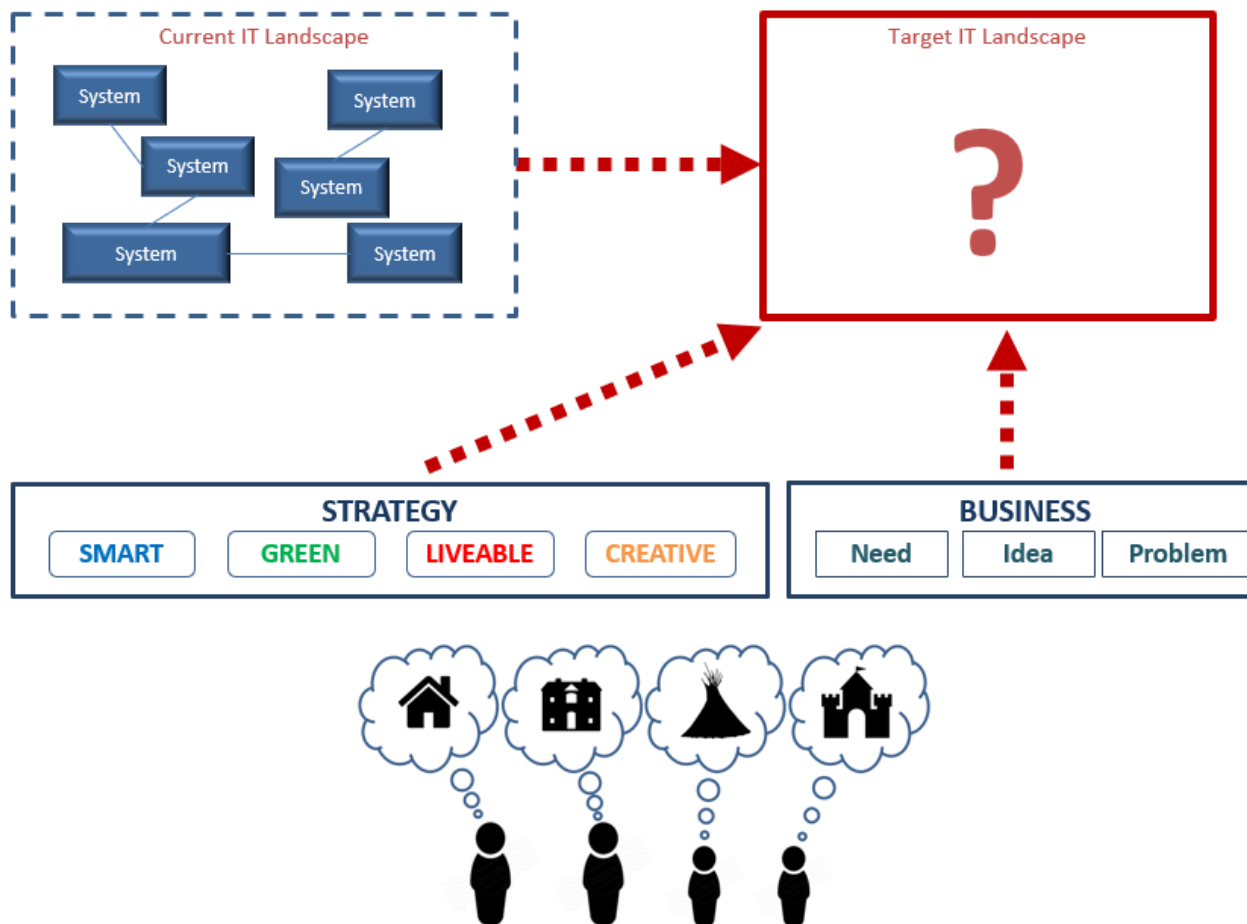 Current IT Landscape
System
System
System
System
System
System
Target IT Landscape
?
STRATEGY
SMART GREEN LIVEABLE CREATIVE
BUSINESS
Need Idea Problem